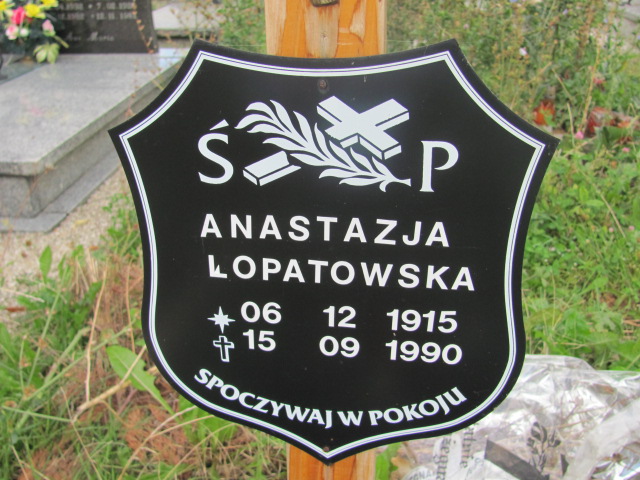 Ś P
ANASTAZJA
ŁOPATOWSKA
06 12 1915
15 09 1990
SPOCZYWAJ W POKOJU